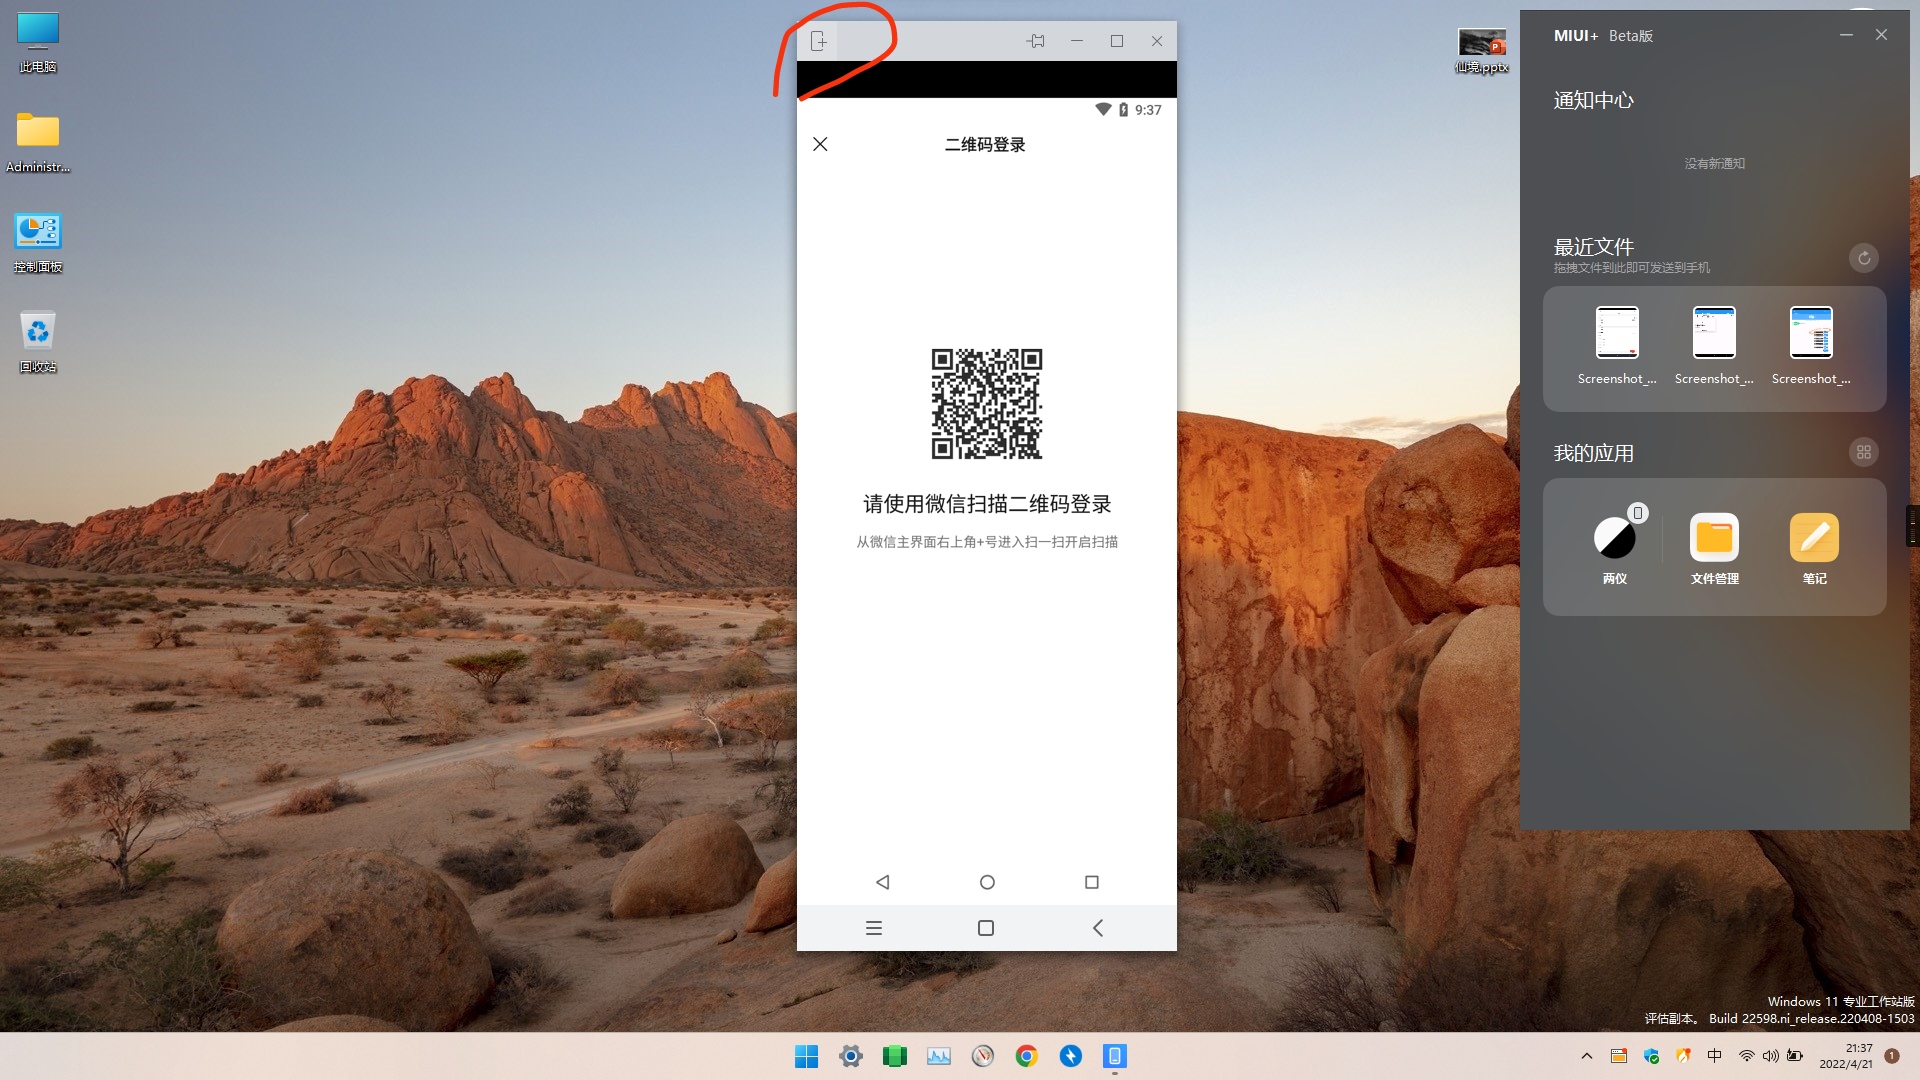 此电脑
Administr...
控制面板
回收站
9:37
二维码登录
请使用微信扫描二维码登录
从微信主界面右上角+号进入扫一扫开启扫描
仙境.pptx
MIUI+ Beta版
通知中心
没有新通知
最近文件
拖拽文件到此即可发送到手机
Screenshot_... Screenshot_... Screenshot_...
我的应用
两仪 文件管理 笔记
Windows 11 专业工作站版
评估副本。 Build 22598.ni_release.220408-1503
中
21:37
2022/4/21
1